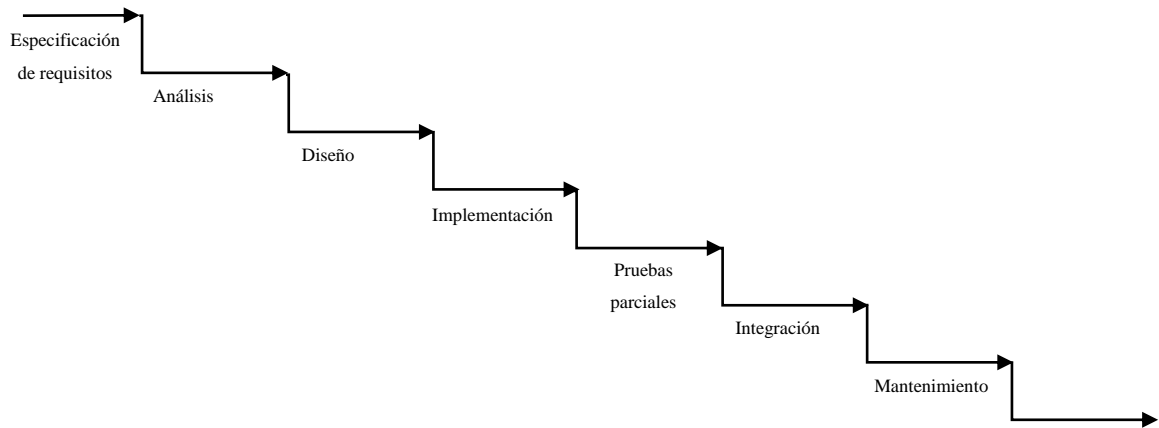 Especificación
de requisitos
Análisis
Diseño
Implementación
Pruebas
parciales
Integración
Mantenimiento